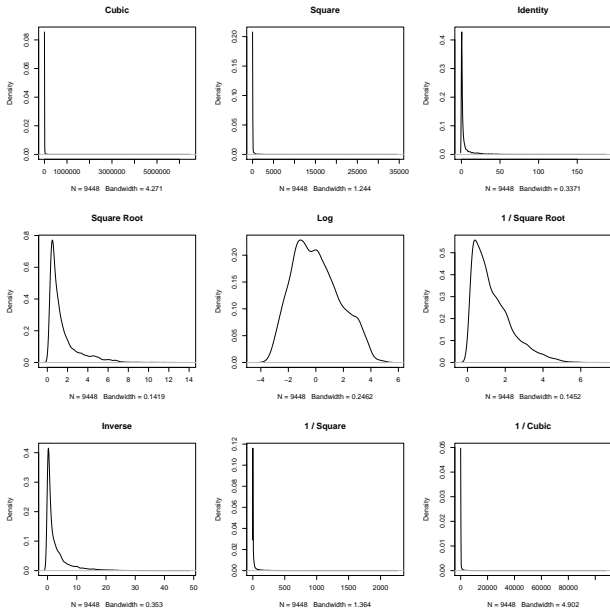 Cubic
Density
0.00 0.02 0.04 0.06 0.08
0 1000000 3000000 5000000
N = 9448 Bandwidth = 4.271
Square
Density
0.00 0.05 0.10 0.15 0.20
0 5000 15000 25000 35000
N = 9448 Bandwidth = 1.244
Identity
Density
0.0 0.1 0.2 0.3 0.4
0 50 100 150
N = 9448 Bandwidth = 0.3371
Square Root
Density
0.0 0.2 0.4 0.6 0.8
0 2 4 6 8 10 12 14
N = 9448 Bandwidth = 0.1419
Log
Density
0.00 0.05 0.10 0.15 0.20
−4 −2 0 2 4 6
N = 9448 Bandwidth = 0.2462
1 / Square Root
Density
0.0 0.1 0.2 0.3 0.4 0.5
0 2 4 6
N = 9448 Bandwidth = 0.1452
Inverse
Density
0.0 0.1 0.2 0.3 0.4
0 10 20 30 40 50
N = 9448 Bandwidth = 0.353
1 / Square
Density
0.00 0.02 0.04 0.06 0.08 0.10 0.12
0 500 1000 1500 2000
N = 9448 Bandwidth = 1.364
1 / Cubic
Density
0.00 0.01 0.02 0.03 0.04 0.05
0 20000 40000 60000 80000
N = 9448 Bandwidth = 4.902